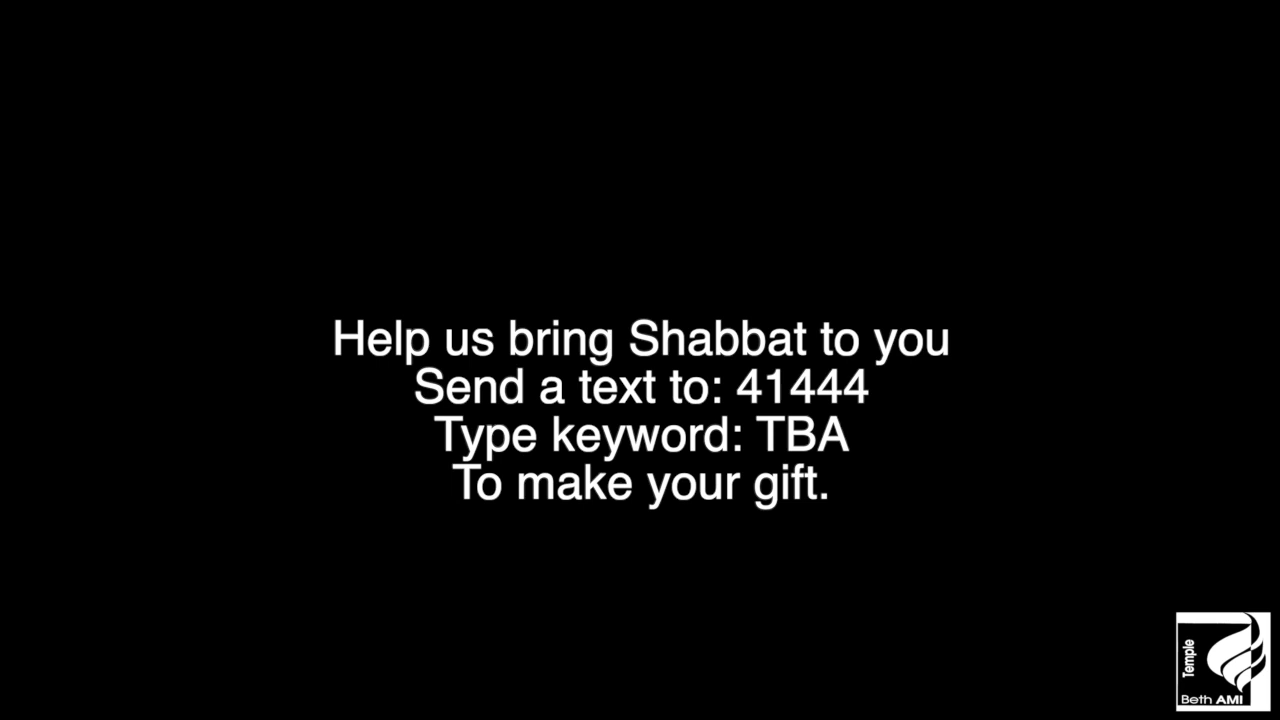 Help us bring Shabbat to you
Send a text to: 41444
Type keyword: TBA
To make your gift.
Temple
Beth AMI